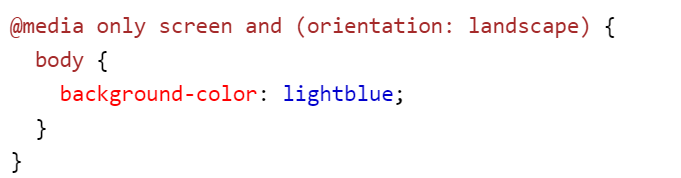 @media only screen and (orientation: landscape) {
  body {
    background-color: lightblue;
  }
}